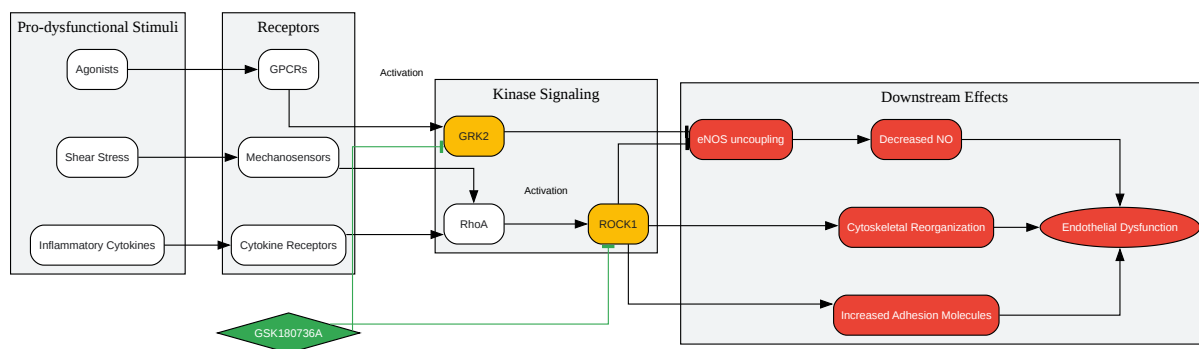 Pro-dysfunctional Stimuli
Agonists
Shear Stress
Inflammatory Cytokines
Receptors
GPCRs
Mechanosensors
Cytokine Receptors
GSK180736A
Activation
Kinase Signaling
GRK2
RhoA
Activation
ROCK1
Downstream Effects
eNOS uncoupling
Decreased NO
Cytoskeletal Reorganization
Increased Adhesion Molecules
Endothelial Dysfunction